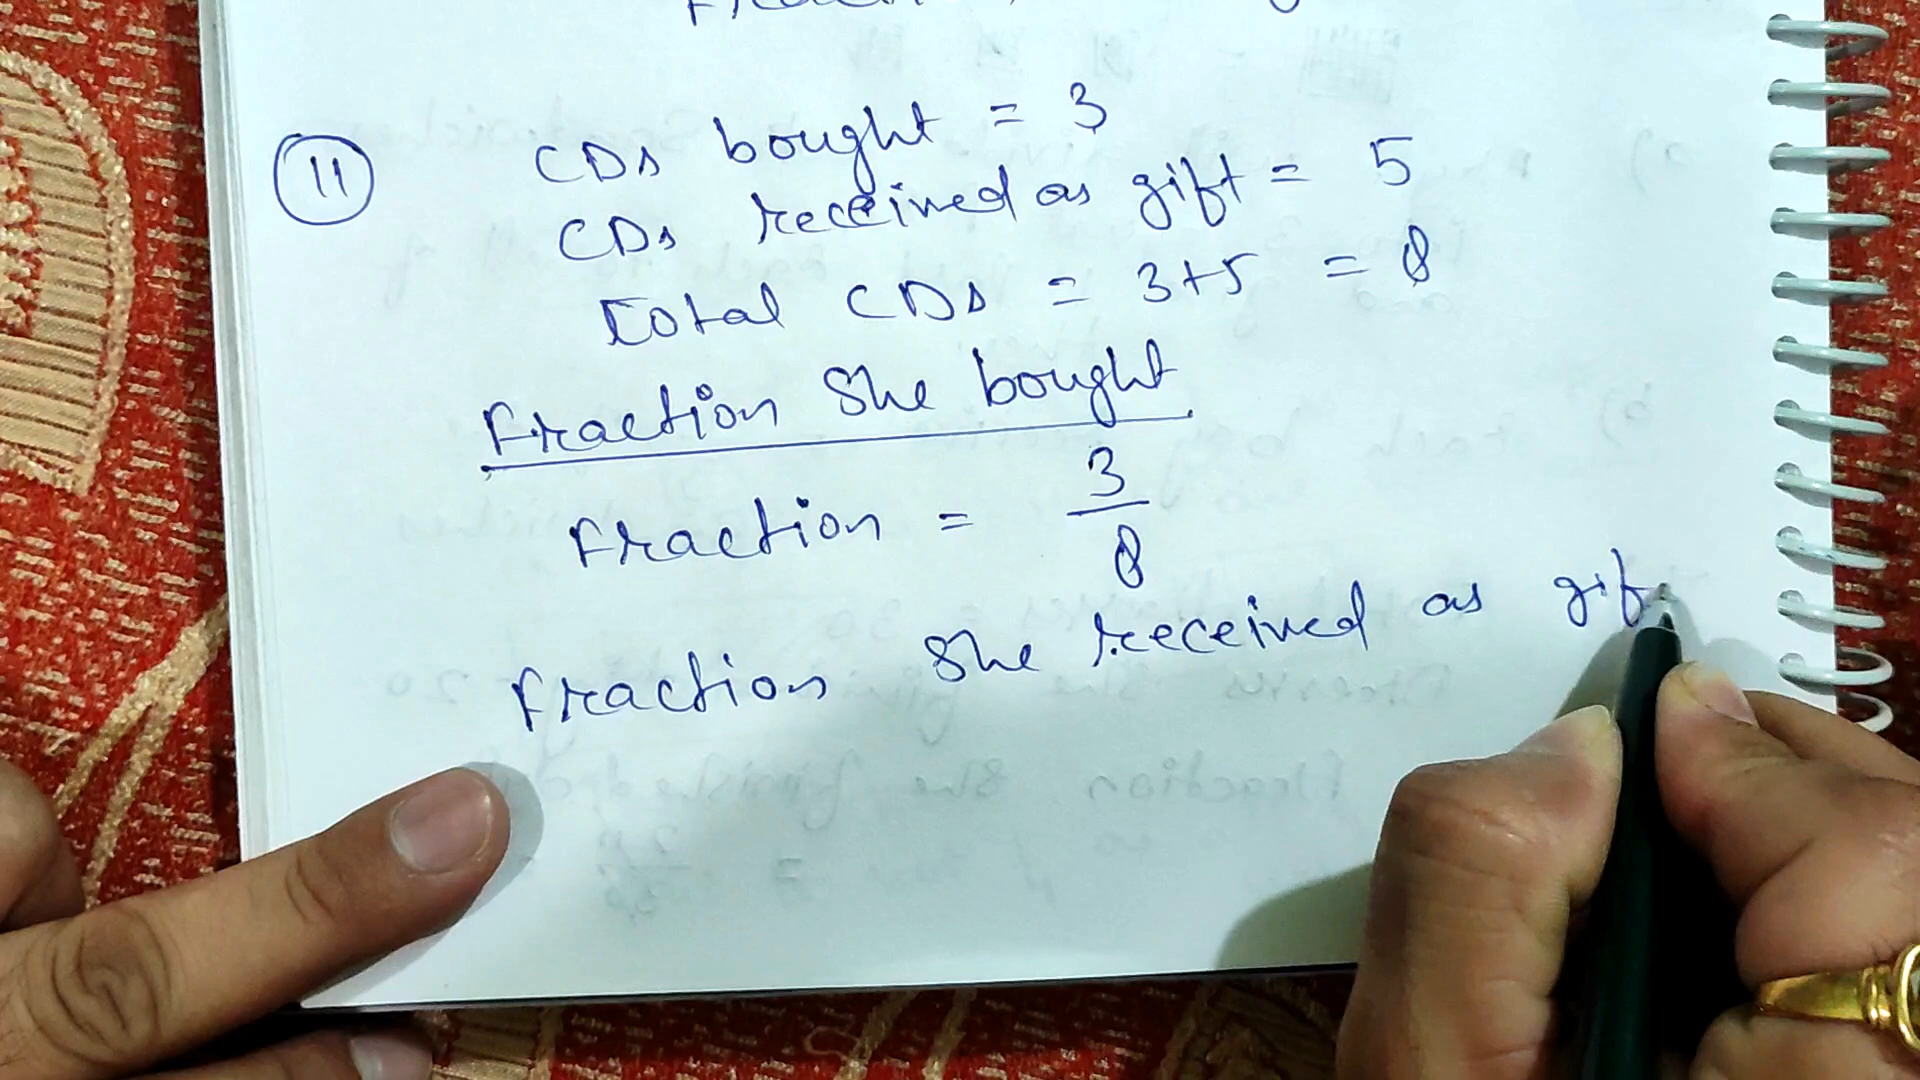 11
CDs bought = 3
CDs received as gift = 5
Total CDs = 3+5 = 8
Fraction She bought
Fraction = 3/8
Fraction She received as gif